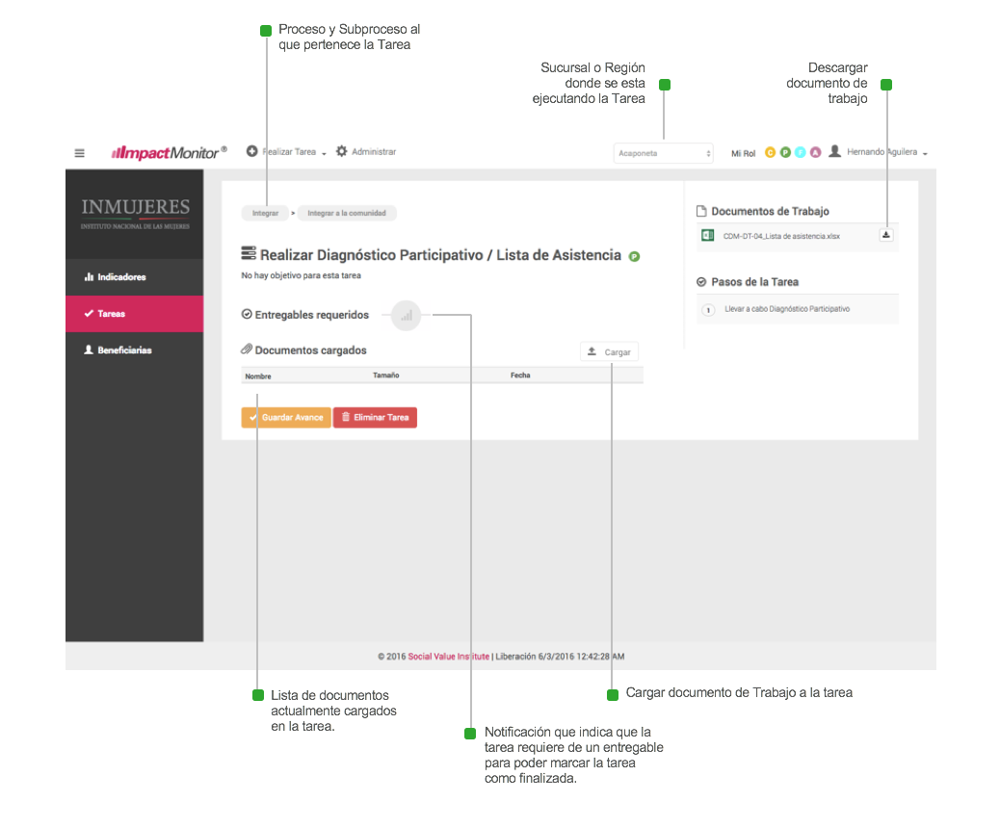 Proceso y Subproceso al
que pertenece la Tarea
Sucursal o Región
donde se esta
ejecutando la Tarea
Descargar
documento de
trabajo
ImpactMonitor®
Realizar Tarea
Administrar
Acaponeta
Mi Rol
C P F A
Hernando Aguilera
INMUJERES
INSTITUTO NACIONAL DE LAS MUJERES
Indicadores
Tareas
Beneficiarias
Integrar > Integrar a la comunidad
Realizar Diagnóstico Participativo / Lista de Asistencia P
No hay objetivo para esta tarea
Entregables requeridos
Documentos cargados
Cargar
Nombre Tamaño Fecha
Guardar Avance
Eliminar Tarea
Documentos de Trabajo
CDM-DT-04_Lista de asistencia.xlsx
Pasos de la Tarea
1 Llevar a cabo Diagnóstico Participativo
© 2016 Social Value Institute | Liberación 6/3/2016 12:42:28 AM
Lista de documentos
actualmente cargados
en la tarea.
Cargar documento de Trabajo a la tarea
Notificación que indica que la
tarea requiere de un entregable
para poder marcar la tarea
como finalizada.